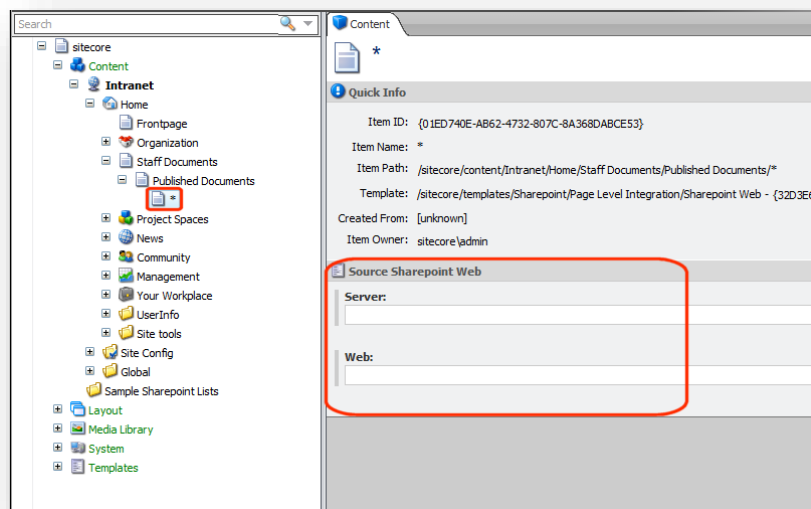 Search
sitecore
Content
Intranet
Home
Frontpage
Organization
Staff Documents
Published Documents
*
Project Spaces
News
Community
Management
Your Workplace
UserInfo
Site tools
Site Config
Global
Sample Sharepoint Lists
Layout
Media Library
System
Templates
Content
*
Quick Info
Item ID: {01ED740E-AB62-4732-807C-8A368DABCE53}
Item Name: *
Item Path: /sitecore/content/Intranet/Home/Staff Documents/Published Documents/*
Template: /sitecore/templates/Sharepoint/Page Level Integration/Sharepoint Web - {32D3E6
Created From: [unknown]
Item Owner: sitecore\admin
Source Sharepoint Web
Server:
Web: